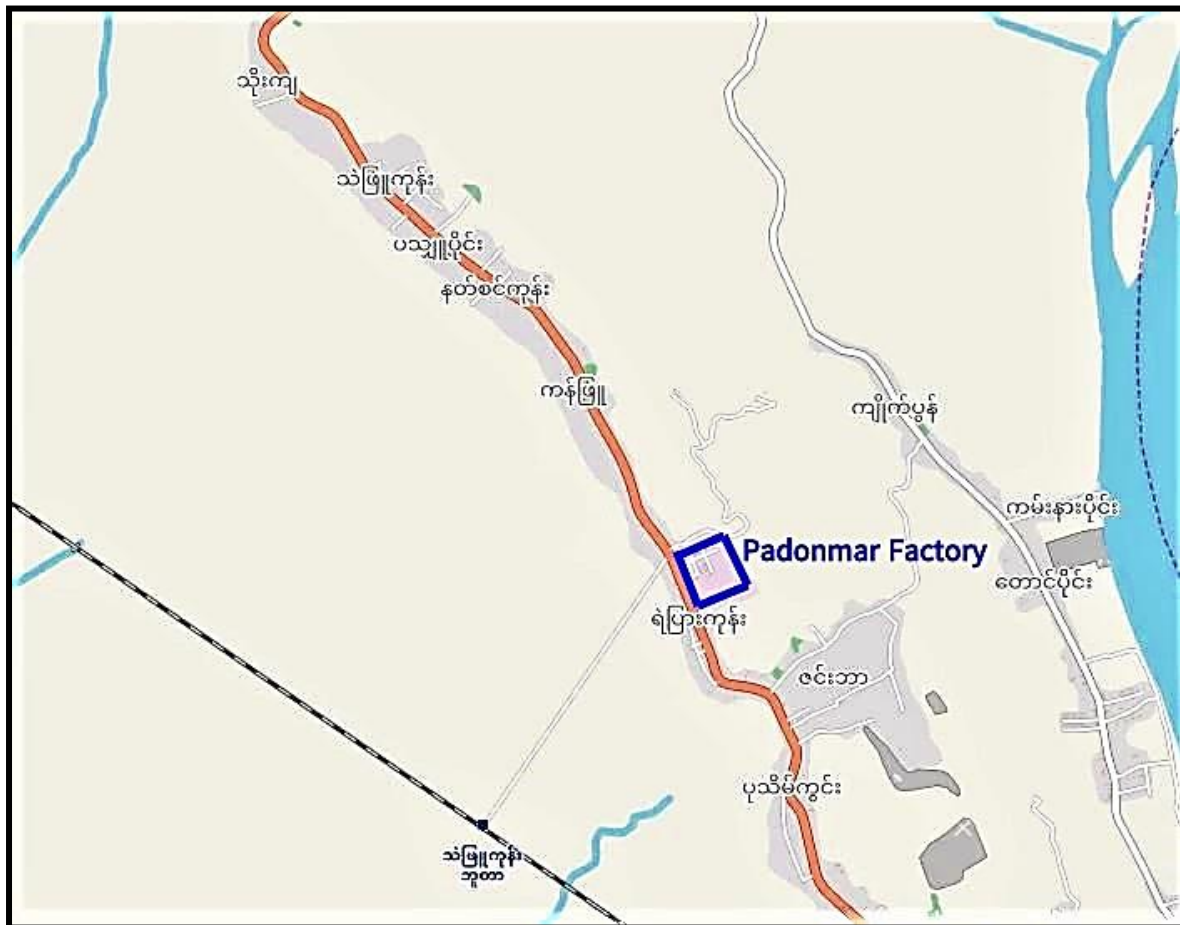 သိုးကျ
သံဖြူကုန်း
ပသျှူပိုင်း
နတ်စင်ကုန်း
ကန်ဖြူ
ကျိုက်ပွန်
ကမ်းနားပိုင်း
Padonmar Factory
တောင်ပိုင်း
ရဲပြားကုန်း
ဇင်းဘာ
ပုသိမ်ကွင်း
သံဖြူကုန်း
ဘူတာ